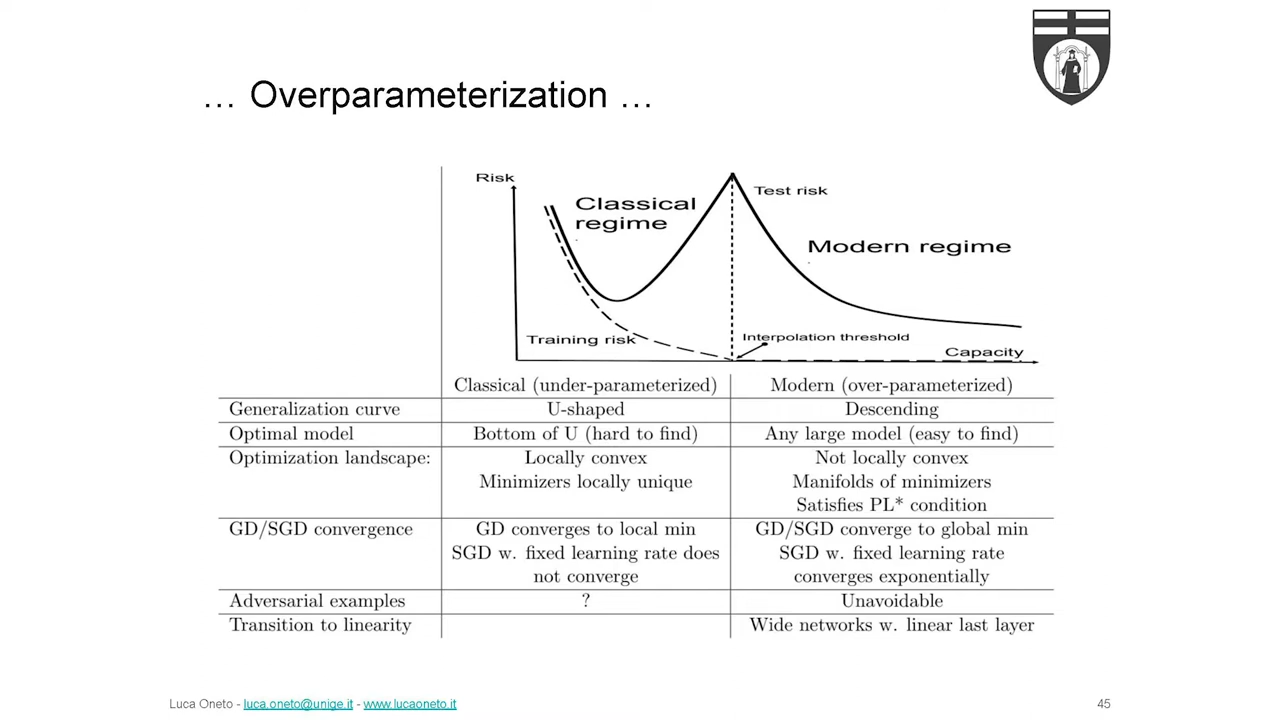 … Overparameterization …
Risk
Classical
regime
Test risk
Modern regime
Training risk
Interpolation threshold
Capacity
Classical (under-parameterized) Modern (over-parameterized)
Generalization curve U-shaped Descending
Optimal model Bottom of U (hard to find) Any large model (easy to find)
Optimization landscape: Locally convex Not locally convex
Minimizers locally unique Manifolds of minimizers
Satisfies PL* condition
GD/SGD convergence GD converges to local min GD/SGD converge to global min
SGD w. fixed learning rate does SGD w. fixed learning rate
not converge converges exponentially
Adversarial examples ? Unavoidable
Transition to linearity Wide networks w. linear last layer
Luca Oneto - luca.oneto@unige.it - www.lucaoneto.it 45